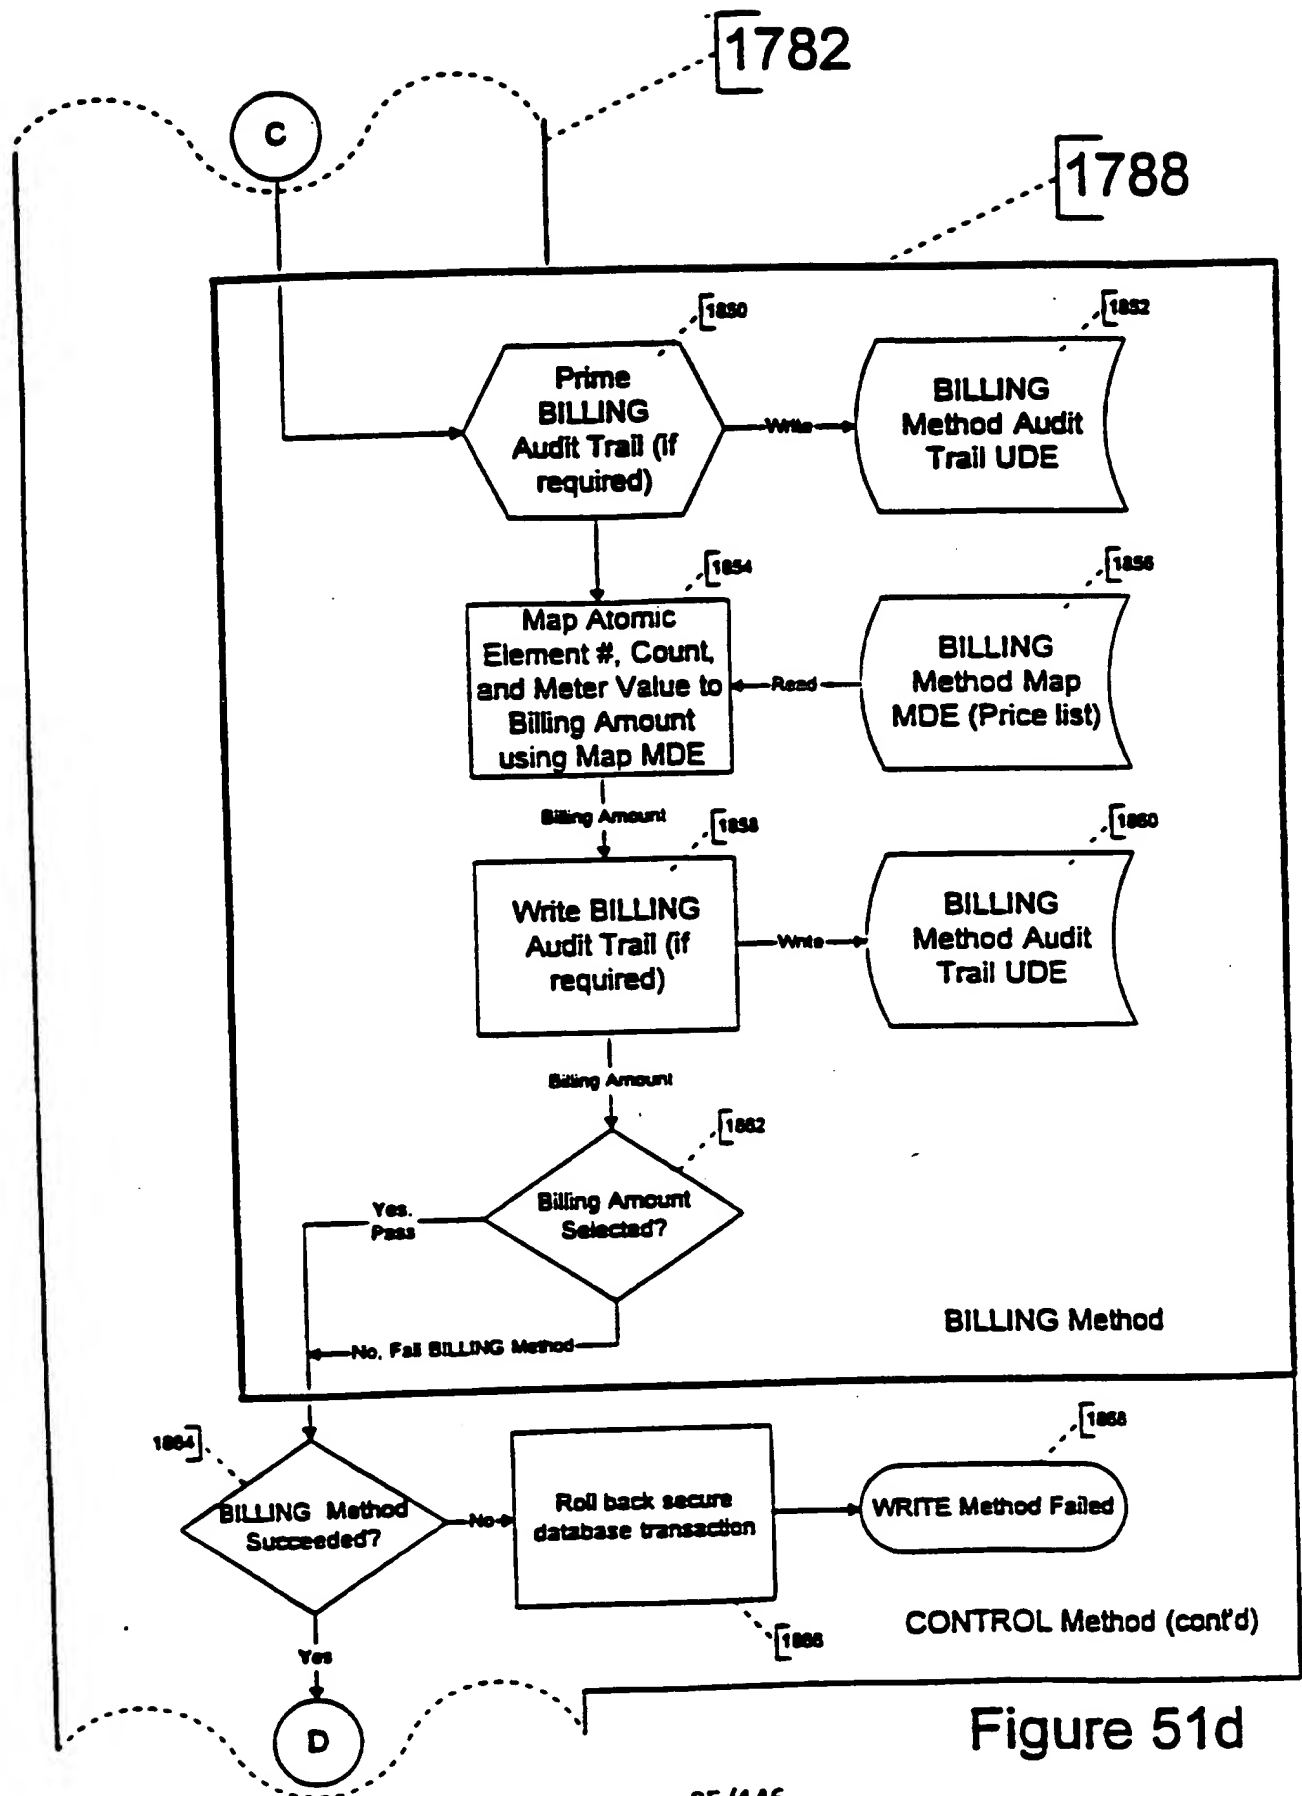 1782
C
1788
1850
1852
Prime
BILLING
Audit Trail (if
required)
Write
BILLING
Method Audit
Trail UDE
1854
1856
Map Atomic
Element #, Count,
and Meter Value to
Billing Amount
using Map MDE
Read
BILLING
Method Map
MDE (Price list)
Billing Amount
1858
1860
Write BILLING
Audit Trail (if
required)
Write
BILLING
Method Audit
Trail UDE
Billing Amount
1862
Billing Amount
Selected?
Yes.
Pass
No, Fail BILLING Method
BILLING Method
1864
BILLING Method
Succeeded?
No
Roll back secure
database transaction
1868
WRITE Method Failed
1866
CONTROL Method (cont'd)
Yes
D
Figure 51d